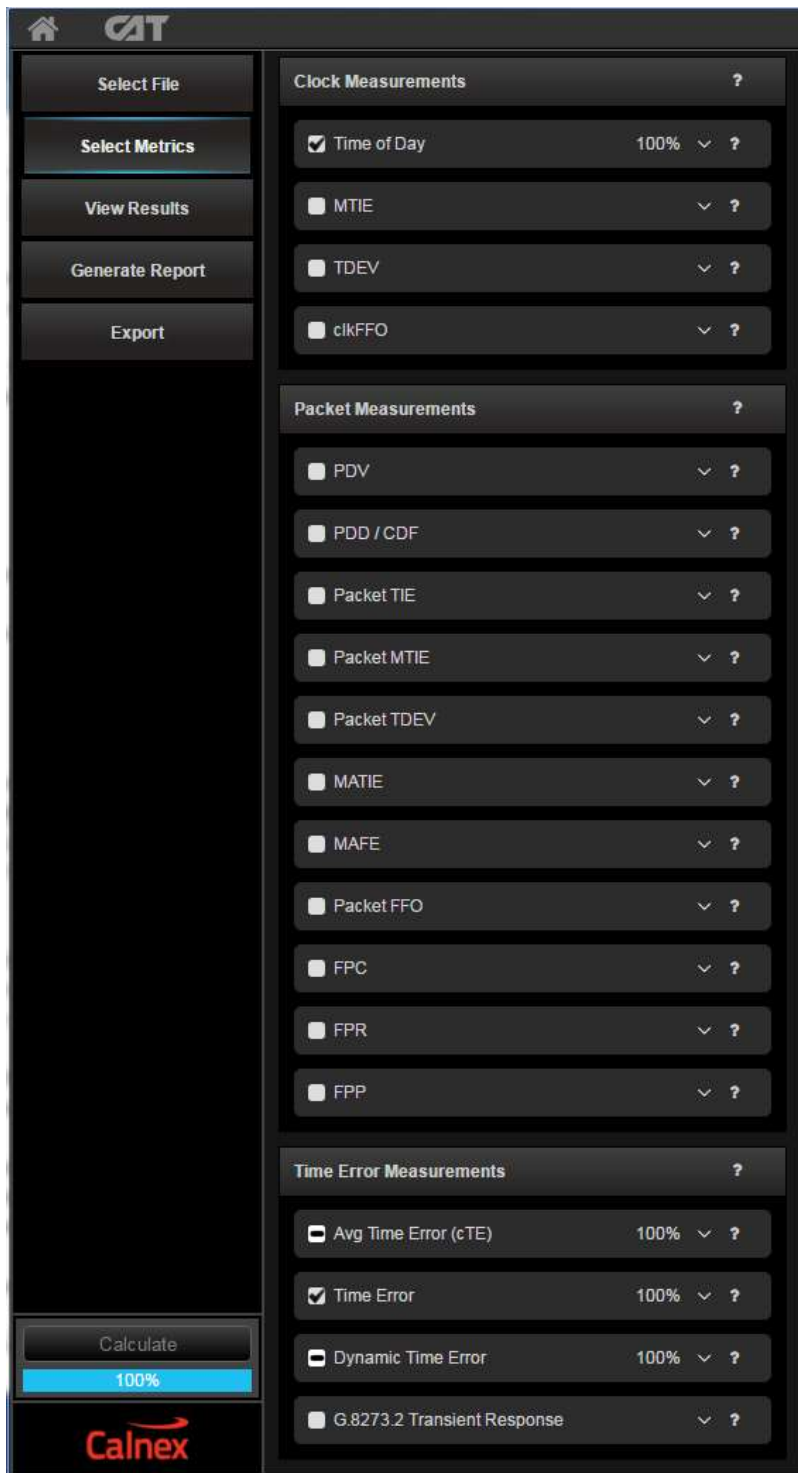 CAT
Select File
Select Metrics
View Results
Generate Report
Export
Calculate
100%
Calnex
Clock Measurements ?
Time of Day 100% ?
MTIE ?
TDEV ?
clkFFO ?
Packet Measurements ?
PDV ?
PDD / CDF ?
Packet TIE ?
Packet MTIE ?
Packet TDEV ?
MATIE ?
MAFE ?
Packet FFO ?
FPC ?
FPR ?
FPP ?
Time Error Measurements ?
Avg Time Error (cTE) 100% ?
Time Error 100% ?
Dynamic Time Error 100% ?
G.8273.2 Transient Response ?